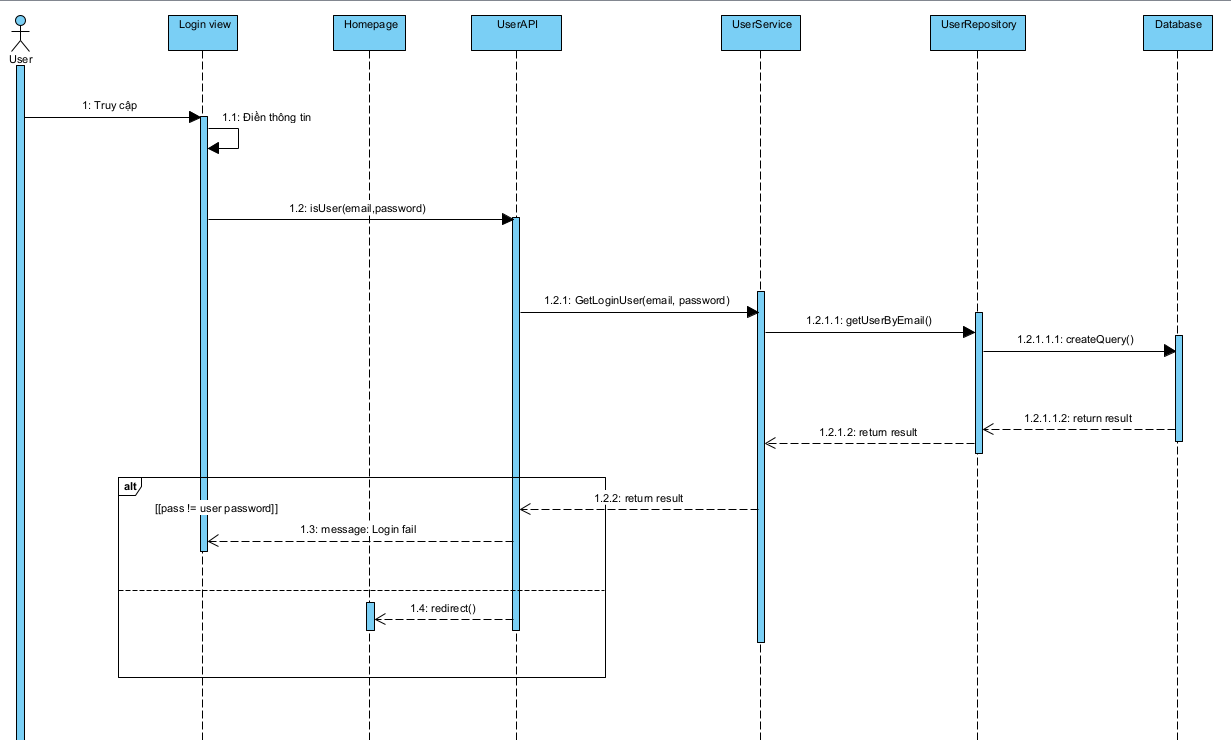 User
Login view
Homepage
UserAPI
UserService
UserRepository
Database
1: Truy cập
1.1: Điền thông tin
1.2: isUser(email,password)
1.2.1: GetLoginUser(email, password)
1.2.1.1: getUserByEmail()
1.2.1.1.1: createQuery()
1.2.1.1.2: return result
1.2.1.2: return result
alt
1.2.2: return result
[[pass != user password]]
1.3: message: Login fail
1.4: redirect()